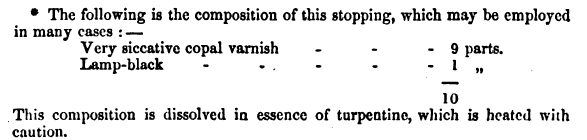 * The following is the composition of this stopping, which may be employed
in many cases :—
Very siccative copal varnish - - - 9 parts.
Lamp-black - - - - - 1 „
10
This composition is dissolved in essence of turpentine, which is heated with
caution.